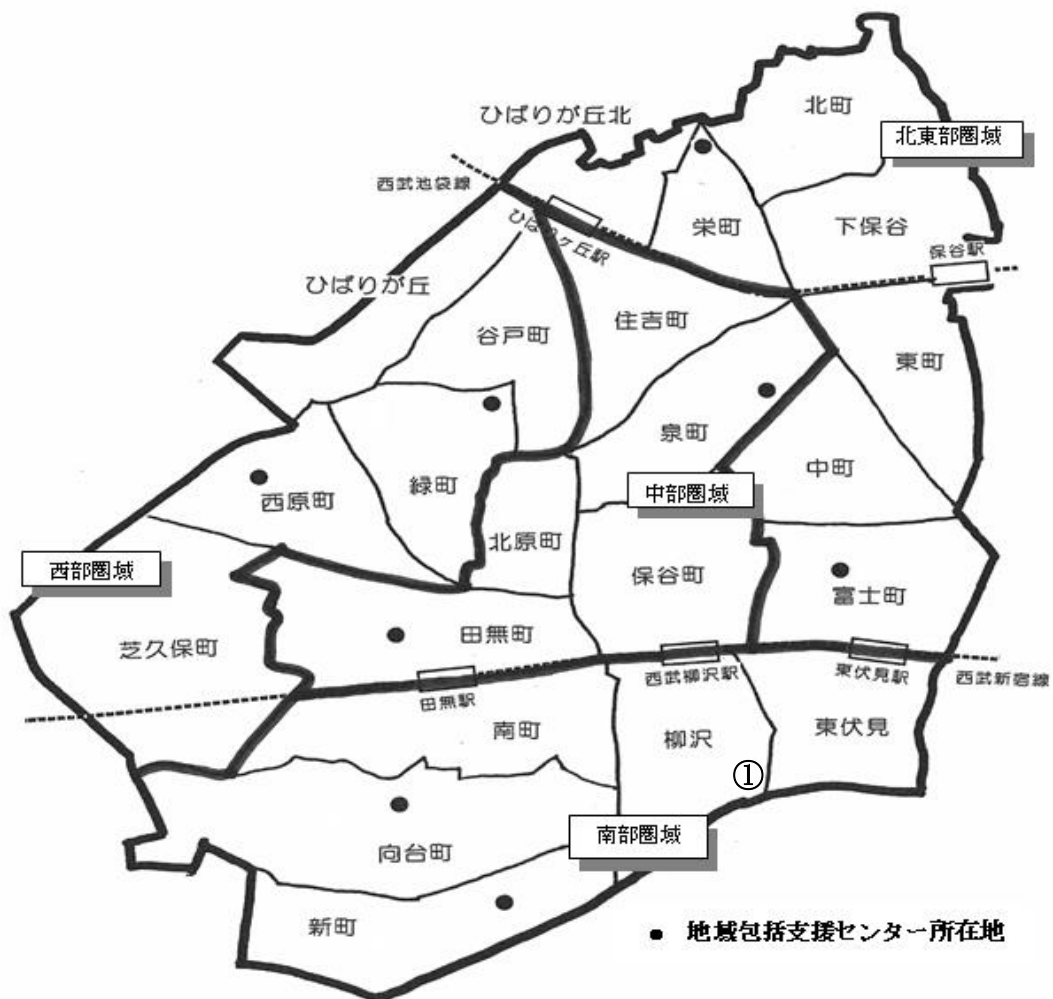 北町
ひばりが丘北
北東部圏域
西武池袋線
栄町
下保谷
ひばりヶ丘駅
保谷駅
ひばりが丘
住吉町
谷戸町
東町
泉町
中町
緑町
西原町
中部圏域
北原町
西部圏域
保谷町
富士町
田無町
芝久保町
西武柳沢駅
東伏見駅
西武新宿線
田無駅
南町
柳沢
東伏見
①
南部圏域
向台町
新町
● 地域包括支援センター所在地